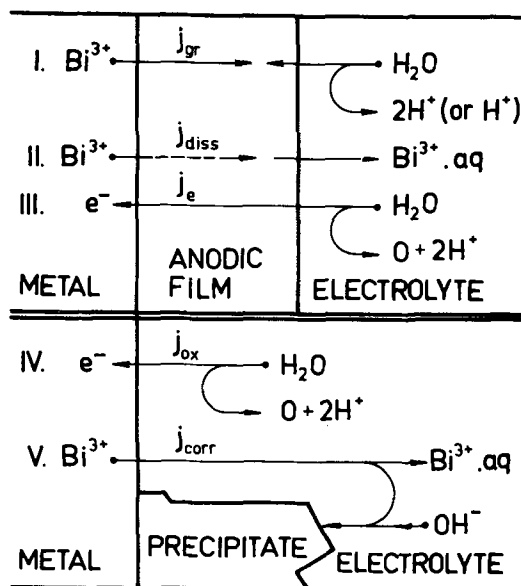 I. Bi³⁺ j_gr H₂O
2H⁺ (or H⁺)
II. Bi³⁺ j_diss Bi³⁺.aq
III. e⁻ j_e H₂O
O + 2H⁺
METAL ANODIC FILM ELECTROLYTE
IV. e⁻ j_ox H₂O
O + 2H⁺
V. Bi³⁺ j_corr Bi³⁺.aq
OH⁻
METAL PRECIPITATE ELECTROLYTE